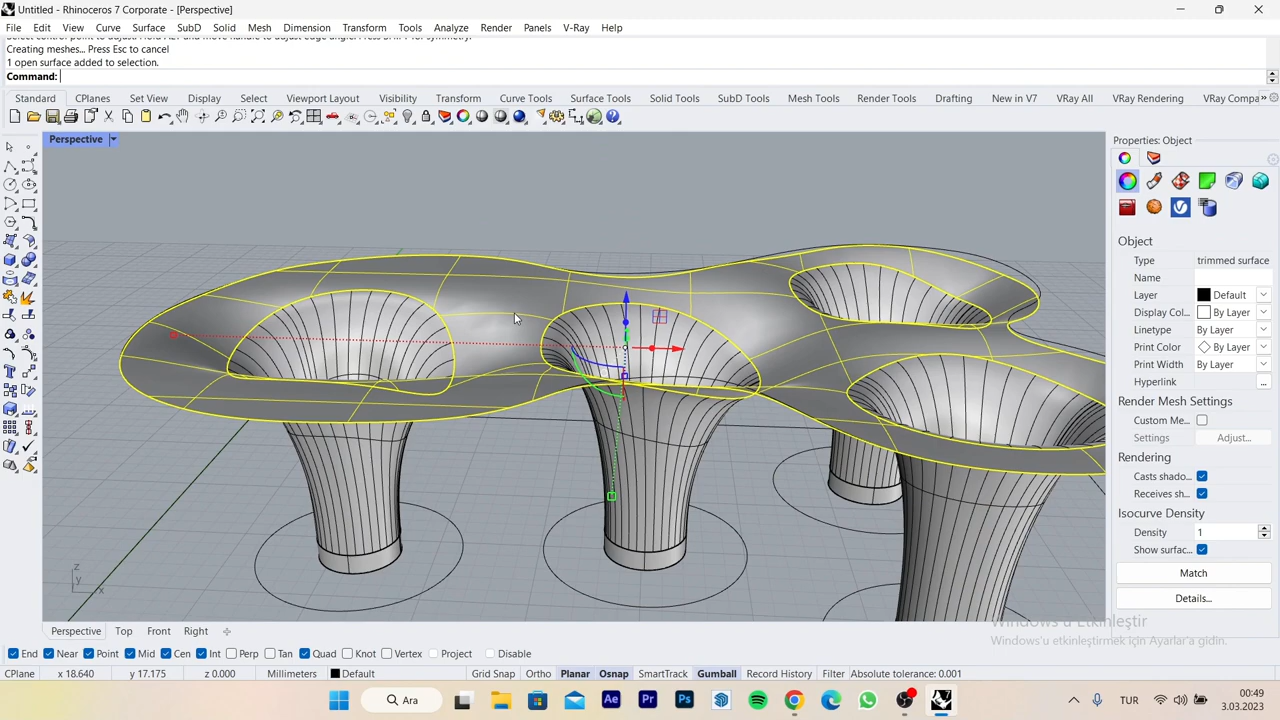 Untitled - Rhinoceros 7 Corporate - [Perspective]
File Edit View Curve Surface SubD Solid Mesh Dimension Transform Tools Analyze Render Panels V-Ray Help
Creating meshes... Press Esc to cancel
1 open surface added to selection.
Command:
Standard CPlanes Set View Display Select Viewport Layout Visibility Transform Curve Tools Surface Tools Solid Tools SubD Tools Mesh Tools Render Tools Drafting New in V7 VRay All VRay Rendering VRay Compa
Perspective
Properties: Object
Object
Type trimmed surface
Name
Layer Default
Display Col... By Layer
Linetype By Layer
Print Color By Layer
Print Width By Layer
Hyperlink ...
Render Mesh Settings
Custom Me...
Settings Adjust...
Rendering
Casts shado...
Receives sh...
Isocurve Density
Density 1
Show surfac...
Match
Details...
z
y
x
Windows'u Etkinleştir
Windows'u etkinleştirmek için Ayarlar'a gidin.
Perspective Top Front Right
End Near Point Mid Cen Int Perp Tan Quad Knot Vertex Project Disable
CPlane x 18.640 y 17.175 z 0.000 Millimeters Default Grid Snap Ortho Planar Osnap SmartTrack Gumball Record History Filter Absolute tolerance: 0.001
Ara
Ae Pr Ps
7
TUR
00:49
3.03.2023